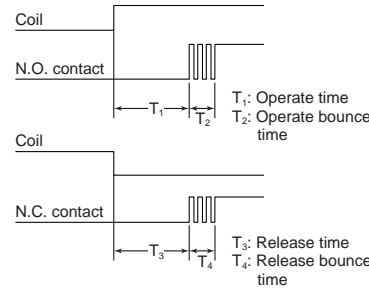 Coil
N.O. contact
T1
T2
T1: Operate time
T2: Operate bounce
time
Coil
N.C. contact
T3
T4
T3: Release time
T4: Release bounce
time